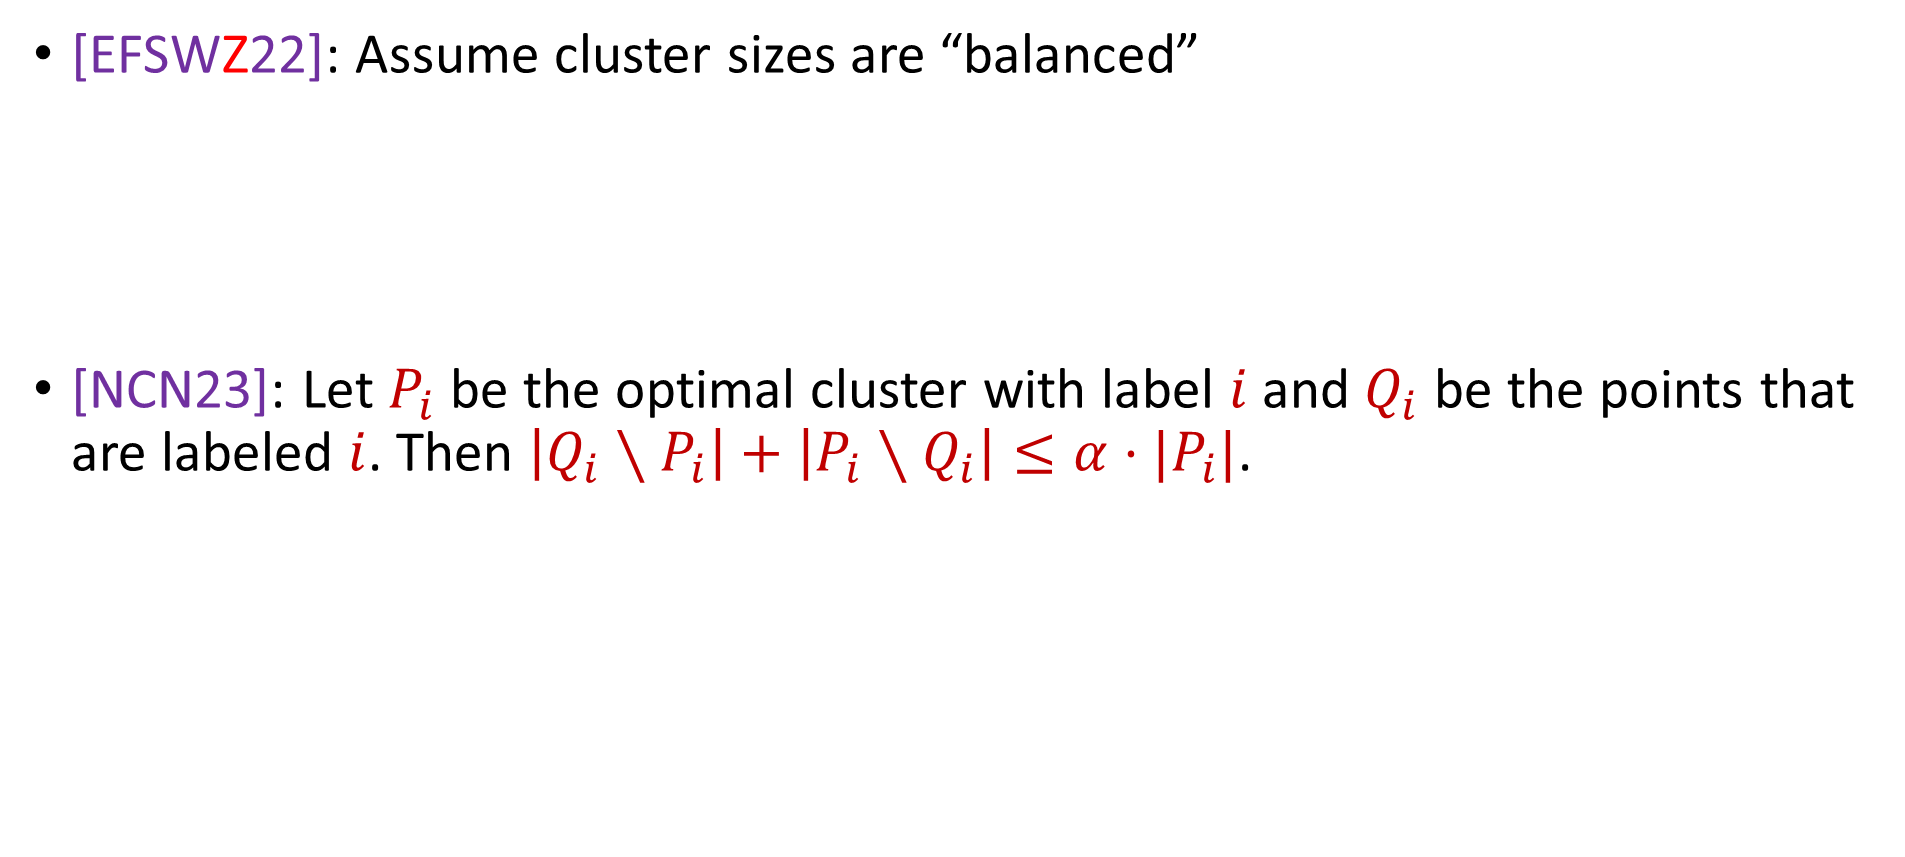 • [EFSWZ22]: Assume cluster sizes are “balanced”
• [NCN23]: Let 𝑃ᵢ be the optimal cluster with label 𝑖 and 𝑄ᵢ be the points that
are labeled 𝑖. Then |𝑄ᵢ ∖ 𝑃ᵢ| + |𝑃ᵢ ∖ 𝑄ᵢ| ≤ 𝛼 · |𝑃ᵢ|.